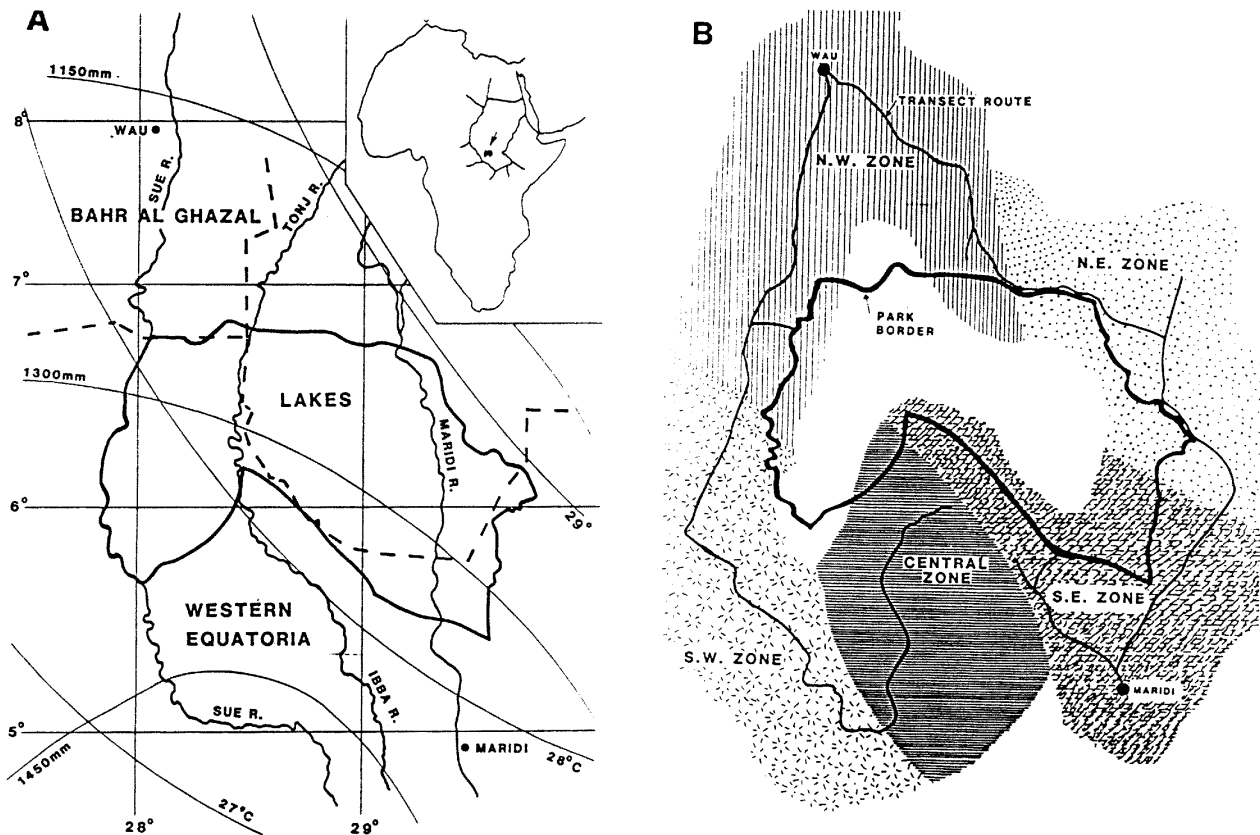 A
1150mm
8°
WAU
SUE R.
BAHR AL GHAZAL
TONJ R.
7°
1300mm
LAKES
MARIDI R.
6°
29°
WESTERN
EQUATORIA
IBBA R.
SUE R.
5°
MARIDI
28°C
1450mm
27°C
28°
29°
B
WAU
TRANSECT ROUTE
N.W. ZONE
N.E. ZONE
PARK
BORDER
CENTRAL
ZONE
S.E. ZONE
S.W. ZONE
MARIDI